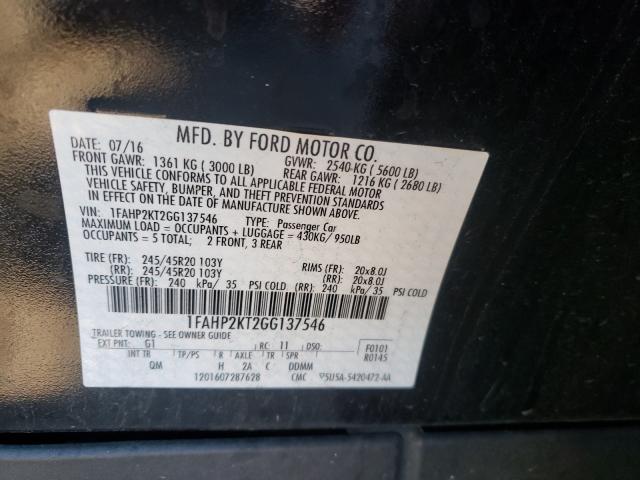 MFD. BY FORD MOTOR CO.
DATE: 07/16 GVWR: 2540-KG ( 5600 LB)
FRONT GAWR: 1361 KG ( 3000 LB) REAR GAWR: 1216 KG ( 2680 LB)
THIS VEHICLE CONFORMS TO ALL APPLICABLE FEDERAL MOTOR
VEHICLE SAFETY, BUMPER, AND THEFT PREVENTION STANDARDS
IN EFFECT ON THE DATE OF MANUFACTURE SHOWN ABOVE.
VIN: 1FAHP2KT2GG137546 TYPE: Passenger Car
MAXIMUM LOAD = OCCUPANTS + LUGGAGE = 430KG/ 950LB
OCCUPANTS = 5 TOTAL; 2 FRONT, 3 REAR
TIRE (FR): 245/45R20 103Y RIMS (FR): 20x8.0J
(RR): 245/45R20 103Y (RR): 20x8.0J
PRESSURE (FR): 240 kPa/ 35 PSI COLD (RR): 240 kPa/ 35 PSI COLD
1FAHP2KT2GG137546
TRAILER TOWING - SEE OWNER GUIDE
EXT PNT: G1 RC: 11 DSO: F0101
INT TR TP/PS R AXLE TR SPR R0145
QM H 2A C DDMM
1201607287628 CMC 5U5A-5420472-AA